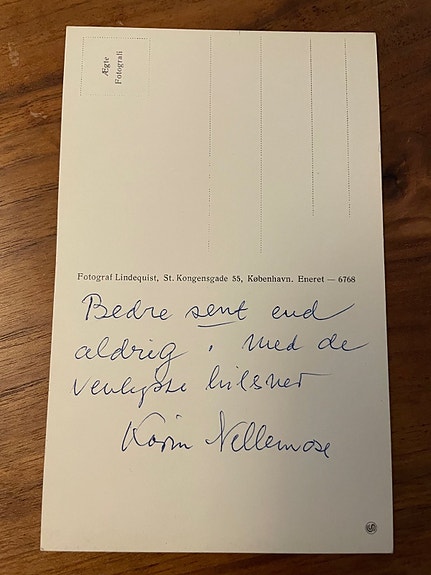 Ægte
Fotografi
Fotograf Lindequist, St. Kongensgade 55, København. Eneret — 6768
Bedre sent end
aldrig. Med de
venligste hilsner
Karin Nellemose